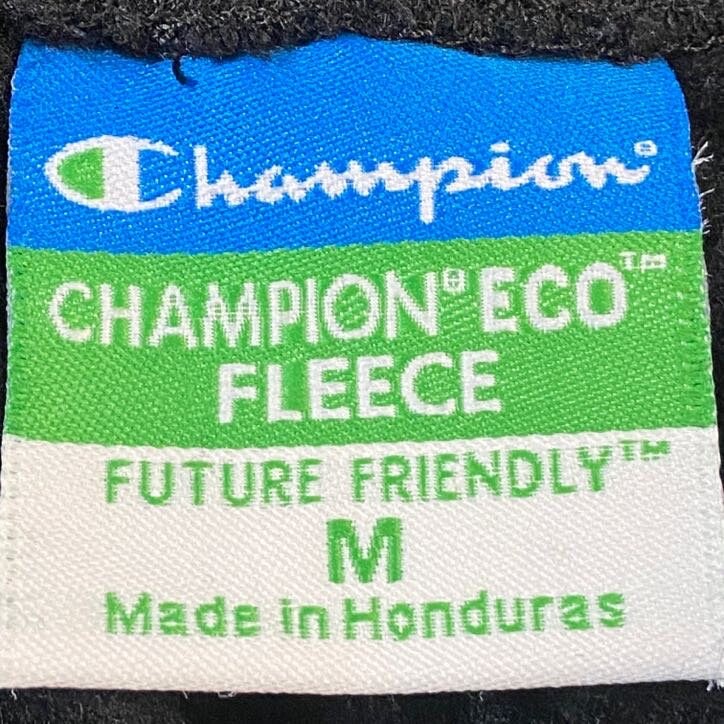 Champion®
CHAMPION® ECO™
FLEECE
FUTURE FRIENDLY™
M
Made in Honduras